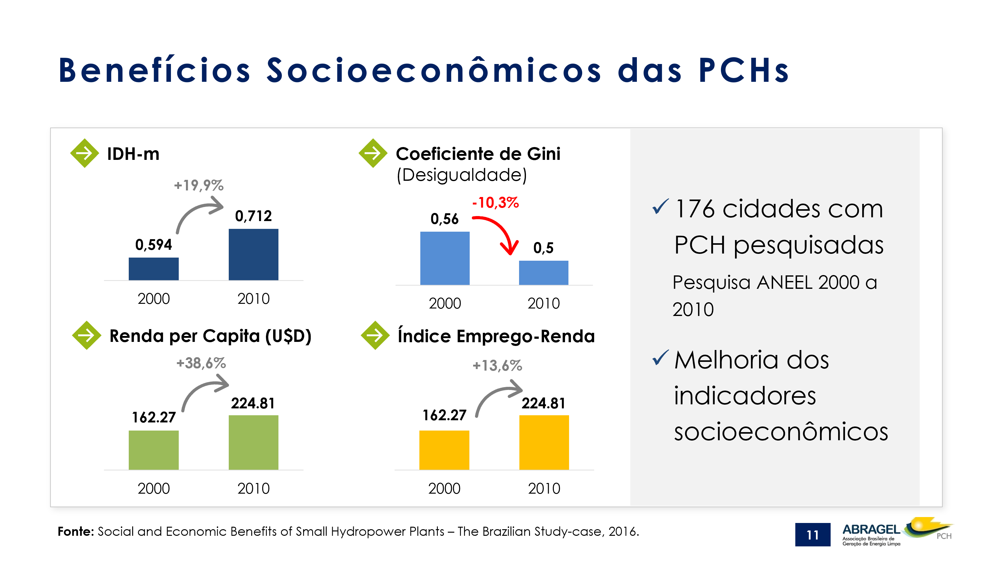 Benefícios Socioeconômicos das PCHs
IDH-m
+19,9%
0,594
0,712
2000
2010
Coeficiente de Gini
(Desigualdade)
-10,3%
0,56
0,5
2000
2010
Renda per Capita (U$D)
+38,6%
162.27
224.81
2000
2010
Índice Emprego-Renda
+13,6%
162.27
224.81
2000
2010
176 cidades com
PCH pesquisadas
Pesquisa ANEEL 2000 a
2010
Melhoria dos
indicadores
socioeconômicos
Fonte: Social and Economic Benefits of Small Hydropower Plants – The Brazilian Study-case, 2016.
11
ABRAGEL
Associação Brasileira de
Geração de Energia Limpa
PCH